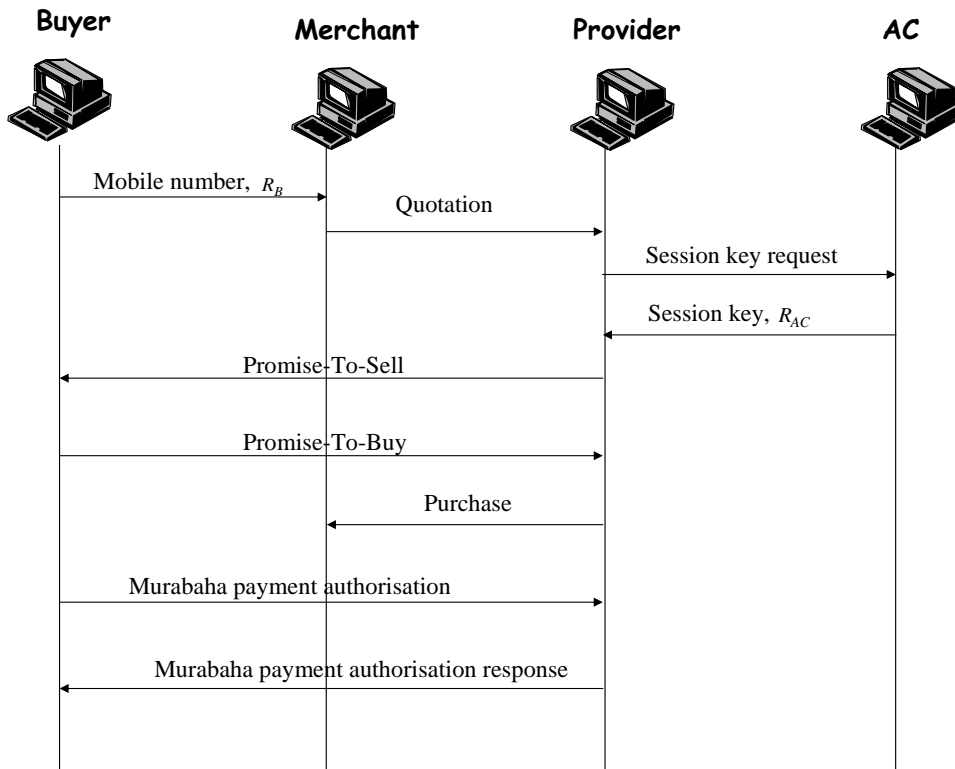 Buyer
Merchant
Provider
AC
Mobile number, R_B
Quotation
Session key request
Session key, R_AC
Promise-To-Sell
Promise-To-Buy
Purchase
Murabaha payment authorisation
Murabaha payment authorisation response